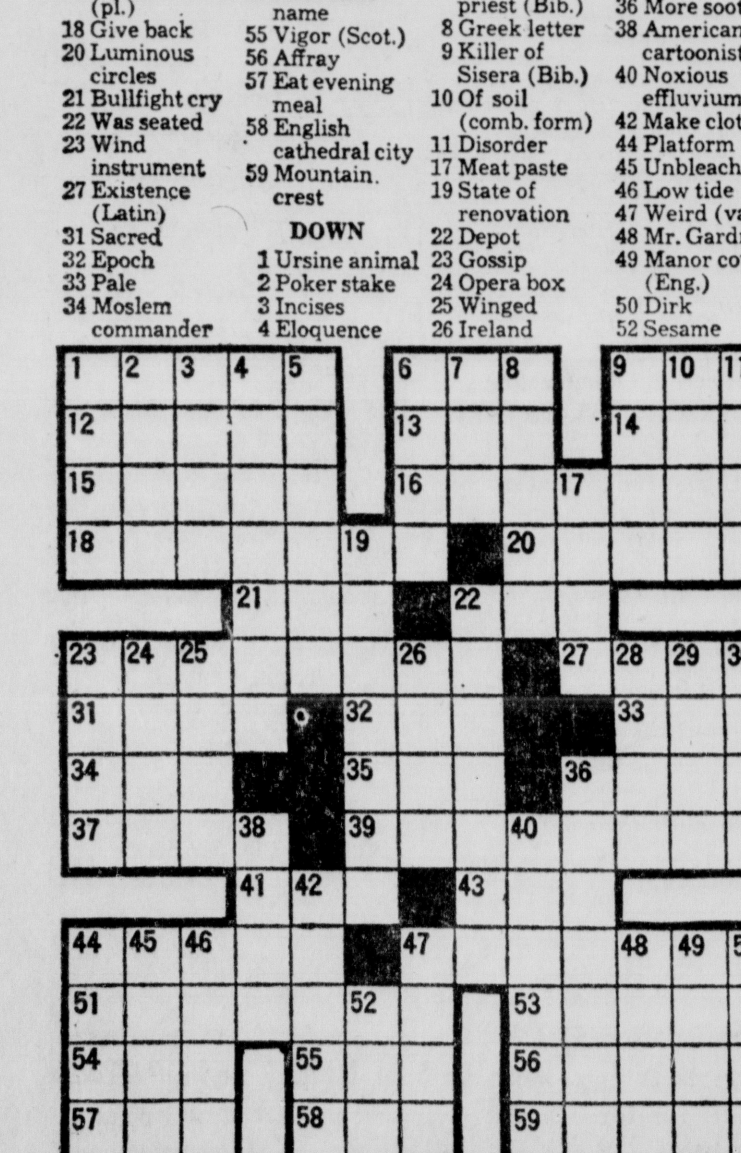 (pl.)
18 Give back
20 Luminous
circles
21 Bullfight cry
22 Was seated
23 Wind
instrument
27 Existence
(Latin)
31 Sacred
32 Epoch
33 Pale
34 Moslem
commander
name
55 Vigor (Scot.)
56 Affray
57 Eat evening
meal
58 English
cathedral city
59 Mountain
crest
DOWN
1 Ursine animal
2 Poker stake
3 Incises
4 Eloquence
priest (Bib.)
8 Greek letter
9 Killer of
Sisera (Bib.)
10 Of soil
(comb. form)
11 Disorder
17 Meat paste
19 State of
renovation
22 Depot
23 Gossip
24 Opera box
25 Winged
26 Ireland
36 More soot
38 American
cartoonist
40 Noxious
effluvium
42 Make clot
44 Platform
45 Unbleach
46 Low tide
47 Weird (va
48 Mr. Gard
49 Manor co
(Eng.)
50 Dirk
52 Sesame
1 2 3 4 5 6 7 8 9 10 11
12 13 14
15 16 17
18 19 20
21 22
23 24 25 26 27 28 29 3
31 32 33
34 35 36
37 38 39 40
41 42 43
44 45 46 47 48 49 5
51 52 53
54 55 56
57 58 59